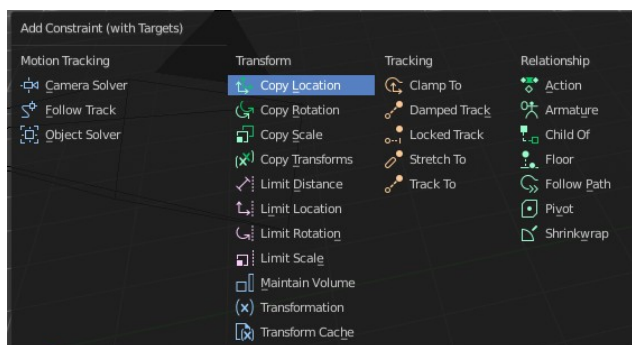 Add Constraint (with Targets)
Motion Tracking
Camera Solver
Follow Track
Object Solver
Transform
Copy Location
Copy Rotation
Copy Scale
Copy Transforms
Limit Distance
Limit Location
Limit Rotation
Limit Scale
Maintain Volume
Transformation
Transform Cache
Tracking
Clamp To
Damped Track
Locked Track
Stretch To
Track To
Relationship
Action
Armature
Child Of
Floor
Follow Path
Pivot
Shrinkwrap